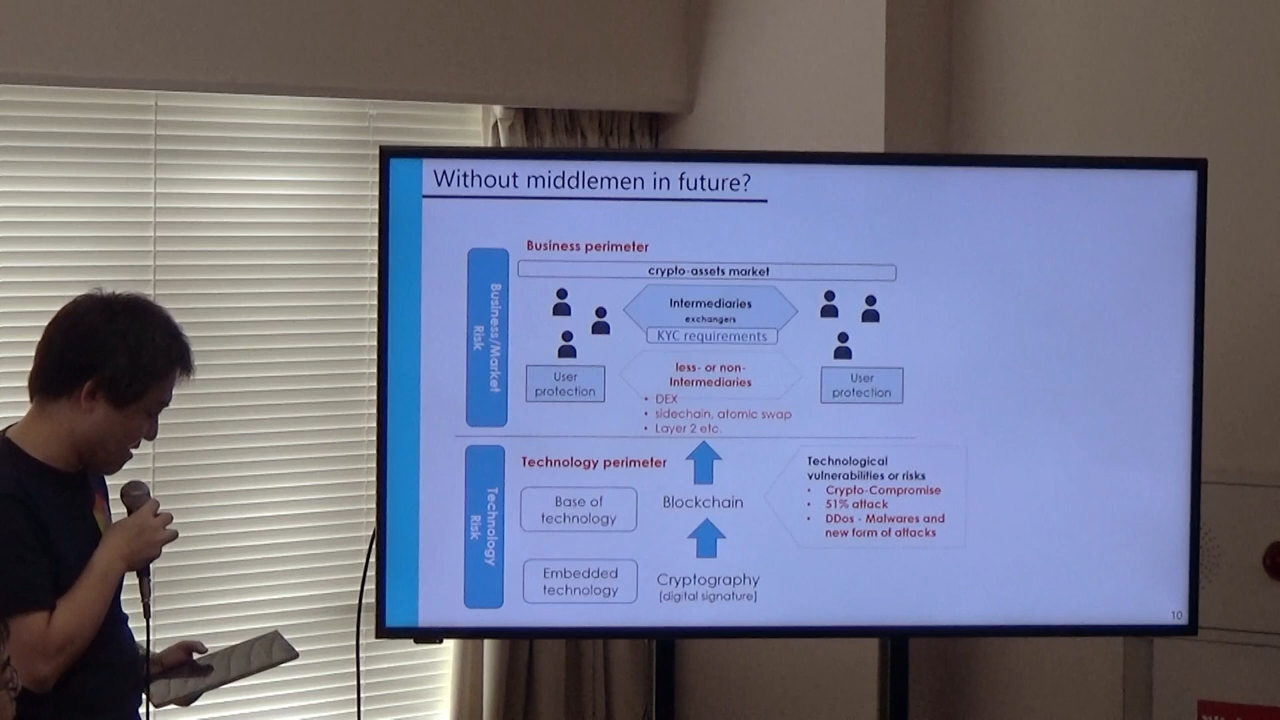 Without middlemen in future?
Business perimeter
crypto-assets market
Business/Market
Risk
Intermediaries
exchangers
KYC requirements
User
protection
less- or non-
Intermediaries
• DEX
• sidechain, atomic swap
• Layer 2 etc.
User
protection
Technology
Risk
Technology perimeter
Base of
technology
Blockchain
Embedded
technology
Cryptography
[digital signature]
Technological
vulnerabilities or risks
• Crypto-Compromise
• 51% attack
• DDos - Malwares and
new form of attacks
10